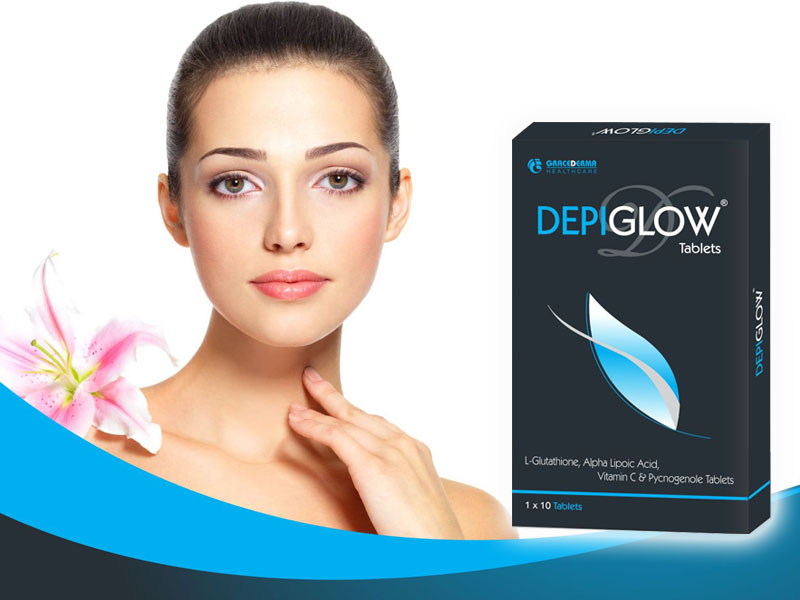 DEPIGLOW
GRACEDERMA
HEALTHCARE
DEPIGLOW®
Tablets
DEPIGLOW®
L-Glutathione, Alpha Lipoic Acid,
Vitamin C & Pycnogenole Tablets
1 x 10 Tablets